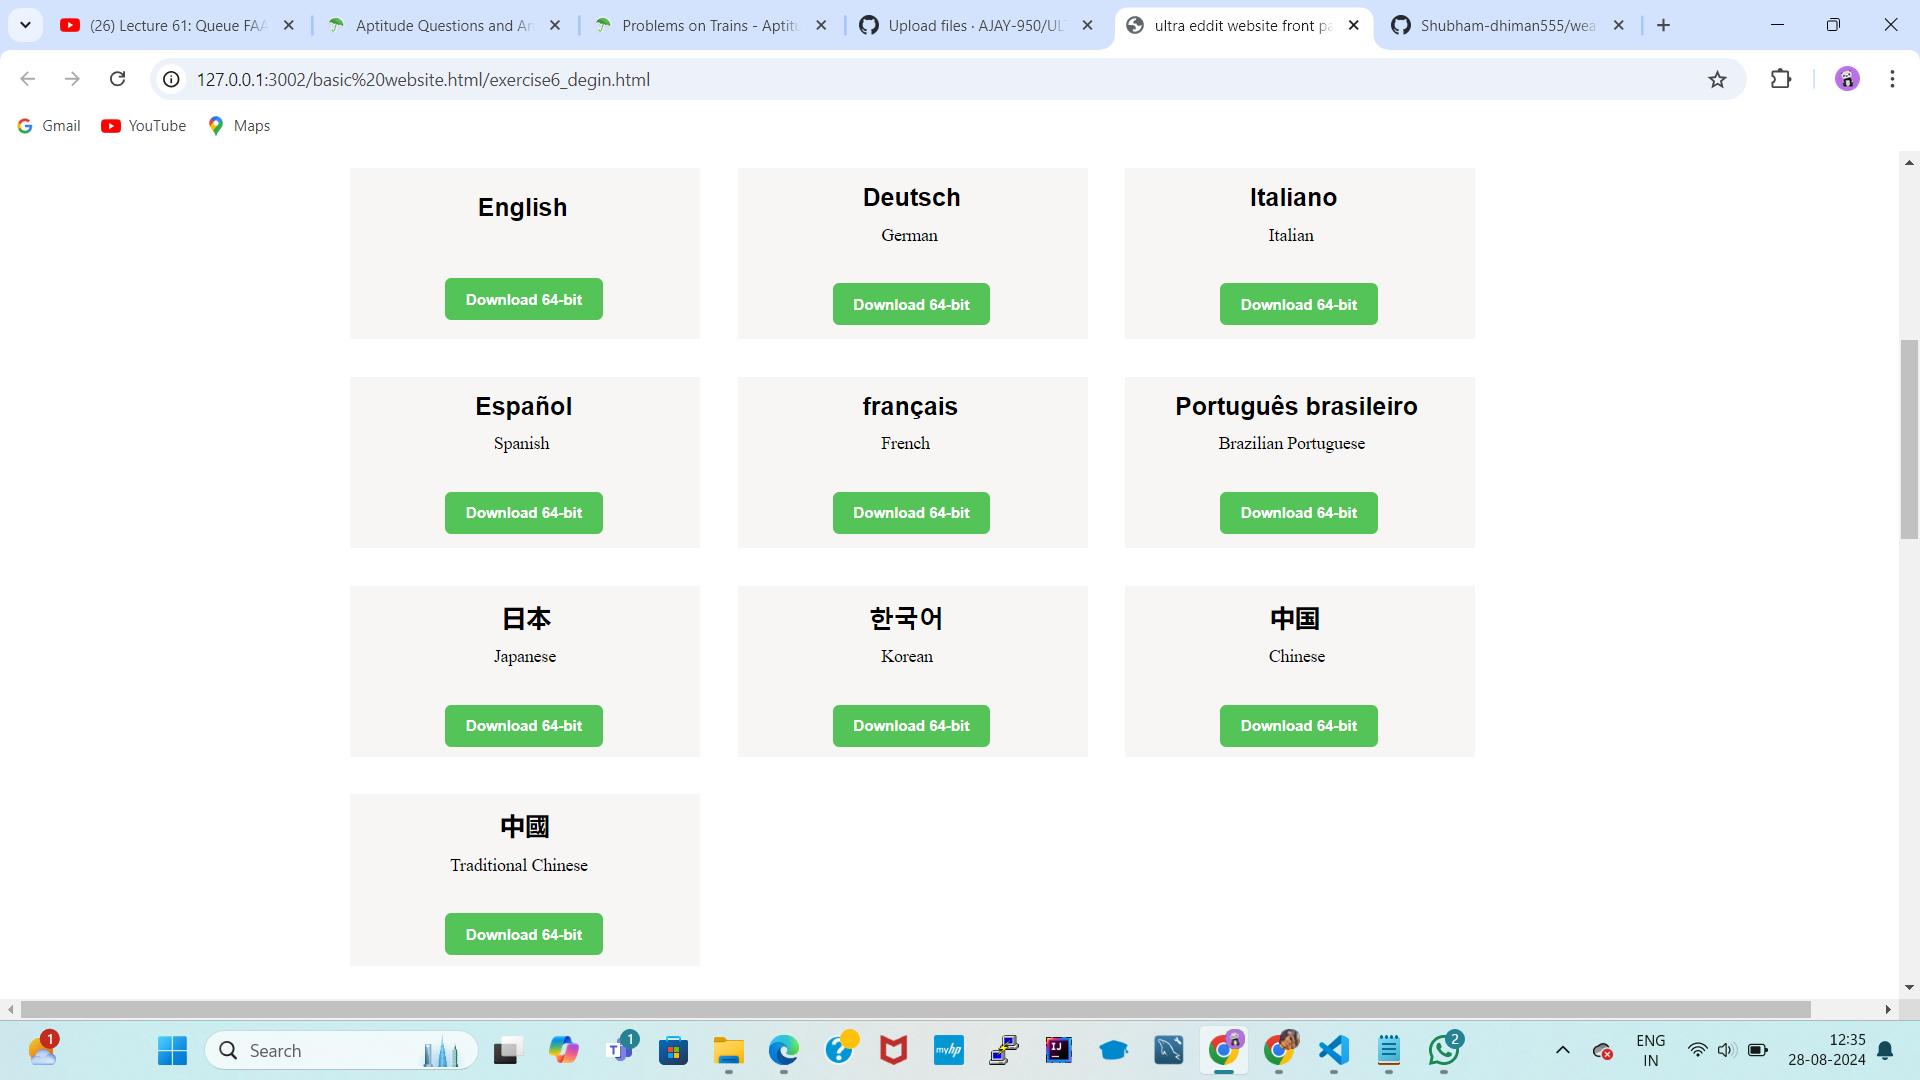 (26) Lecture 61: Queue FAA
Aptitude Questions and An
Problems on Trains - Aptitu
Upload files · AJAY-950/UL
ultra eddit website front pa
Shubham-dhiman555/wea
127.0.0.1:3002/basic%20website.html/exercise6_degin.html
Gmail
YouTube
Maps
English
Download 64-bit
Deutsch
German
Download 64-bit
Italiano
Italian
Download 64-bit
Español
Spanish
Download 64-bit
français
French
Download 64-bit
Português brasileiro
Brazilian Portuguese
Download 64-bit
日本
Japanese
Download 64-bit
한국어
Korean
Download 64-bit
中国
Chinese
Download 64-bit
中國
Traditional Chinese
Download 64-bit
1
Search
1
myhp
IJ
2
ENG
IN
12:35
28-08-2024